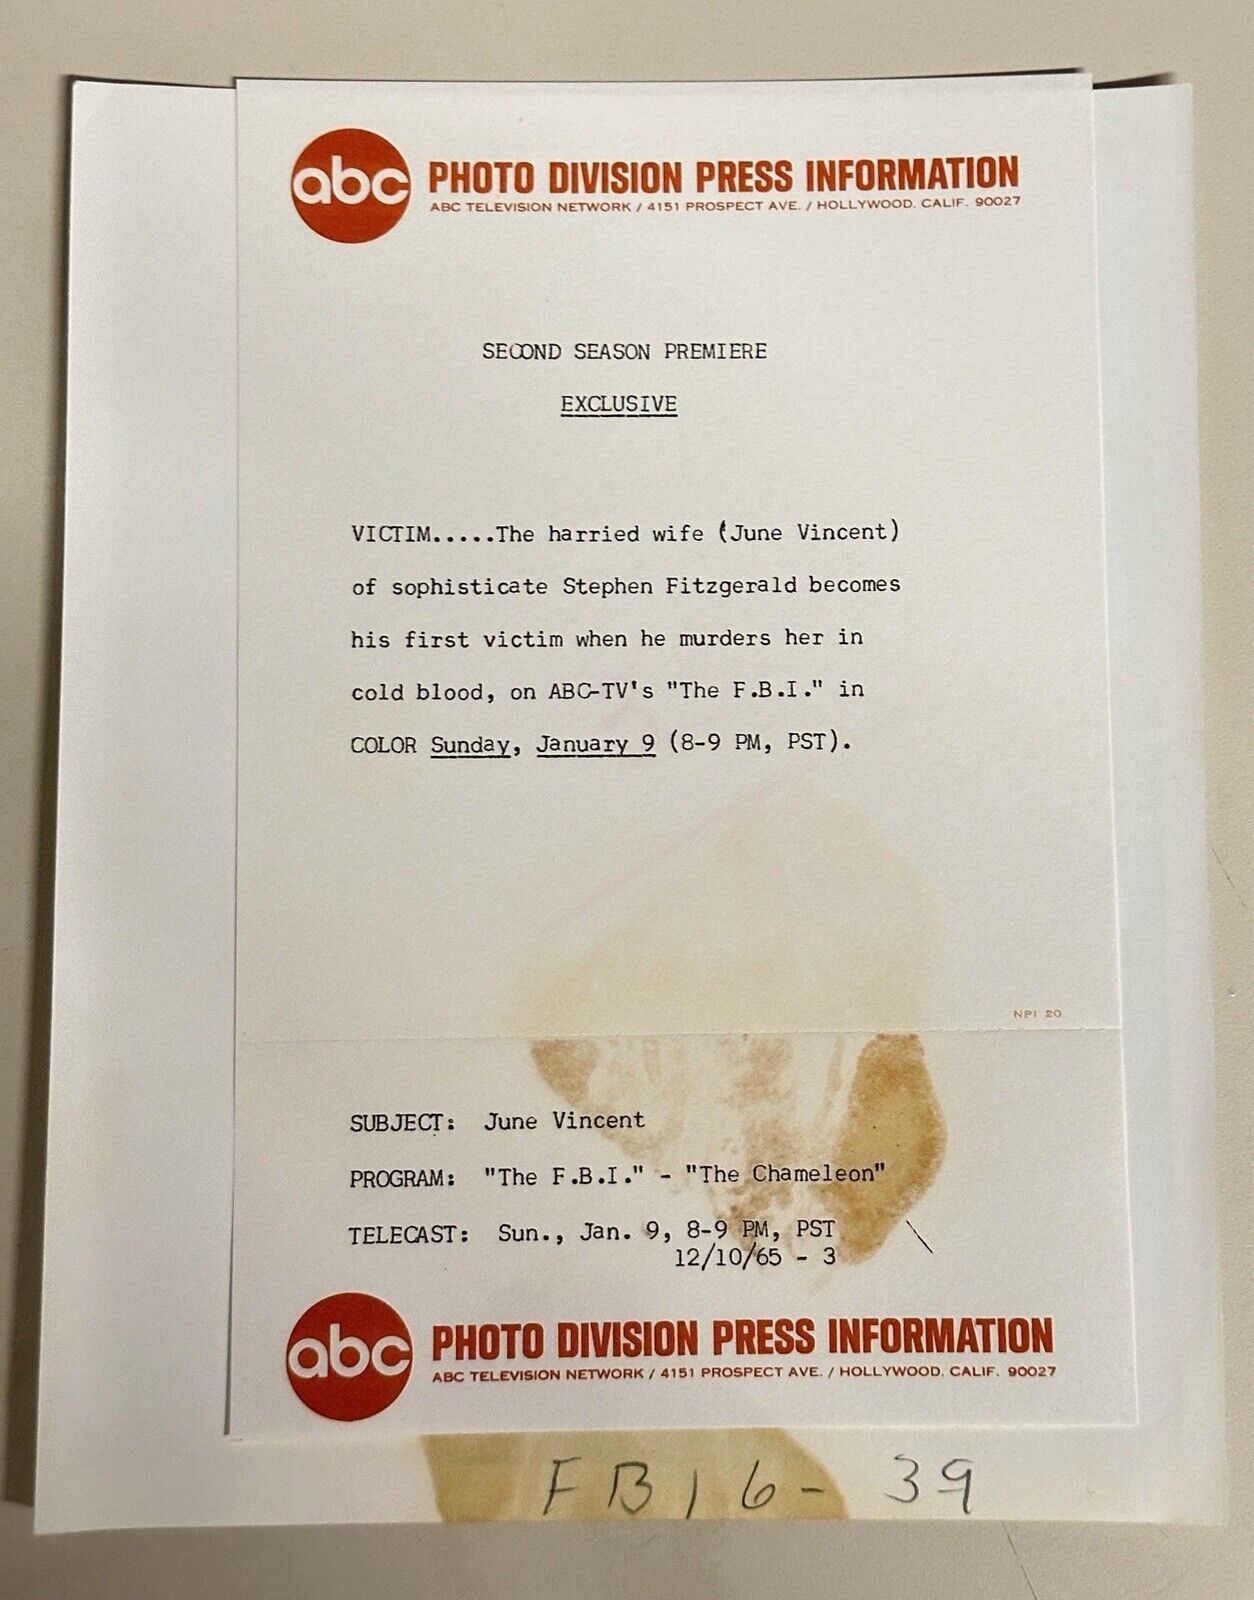 abc PHOTO DIVISION PRESS INFORMATION
ABC TELEVISION NETWORK / 4151 PROSPECT AVE. / HOLLYWOOD, CALIF. 90027
SECOND SEASON PREMIERE
EXCLUSIVE
VICTIM.....The harried wife (June Vincent)
of sophisticate Stephen Fitzgerald becomes
his first victim when he murders her in
cold blood, on ABC-TV's "The F.B.I." in
COLOR Sunday, January 9 (8-9 PM, PST).
NPI 20
SUBJECT: June Vincent
PROGRAM: "The F.B.I." - "The Chameleon"
TELECAST: Sun., Jan. 9, 8-9 PM, PST
12/10/65 - 3
abc PHOTO DIVISION PRESS INFORMATION
ABC TELEVISION NETWORK / 4151 PROSPECT AVE. / HOLLYWOOD, CALIF. 90027
FBI 6- 39